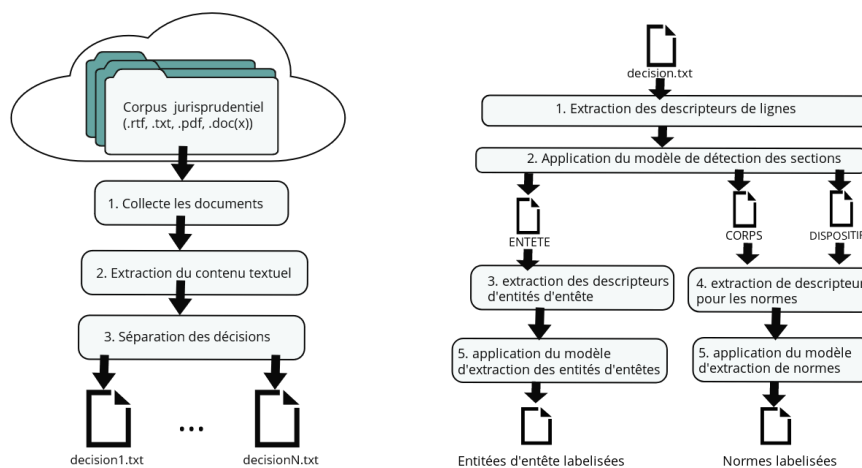 Corpus jurisprudentiel
(.rtf, .txt, .pdf, .doc(x))
1. Collecte les documents
2. Extraction du contenu textuel
3. Séparation des décisions
decision1.txt
...
decisionN.txt
decision.txt
1. Extraction des descripteurs de lignes
2. Application du modèle de détection des sections
ENTETE
CORPS
DISPOSITIF
3. extraction des descripteurs
d'entités d'entête
4. extraction de descripteur
pour les normes
5. application du modèle
d'extraction des entités d'entêtes
5. application du modèle
d'extraction de normes
Entitées d'entête labelisées
Normes labelisées